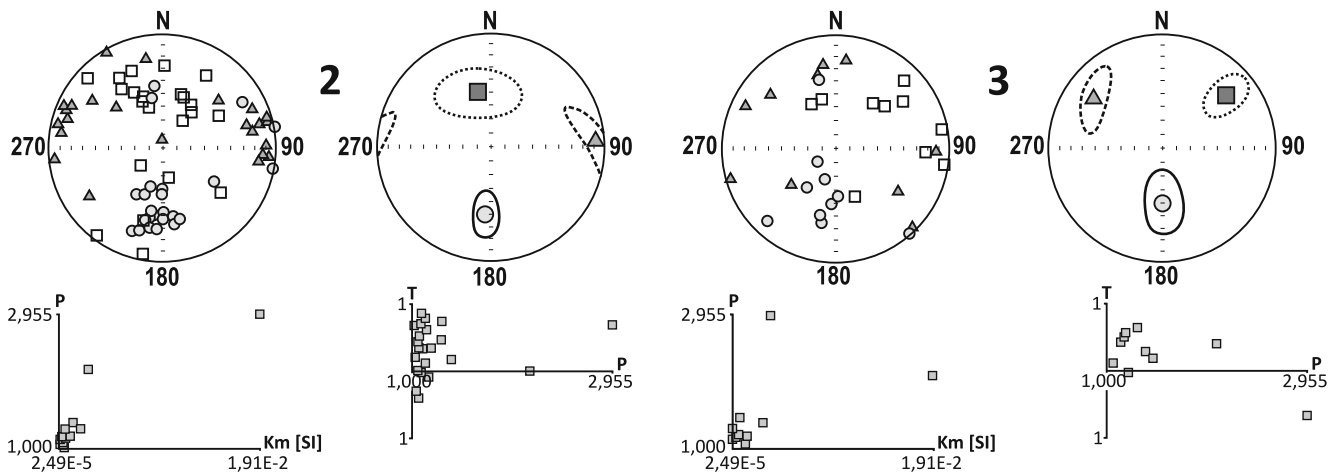 N N N N
2 3
270 90 270 90 270 90 270 90
180 180 180 180
P T P T
2,955 1 2,955 1
P P
1,000 2,955 1,000 2,955
1,000 Km [SI] 1 1,000 Km [SI] 1
2,49E-5 1,91E-2 2,49E-5 1,91E-2